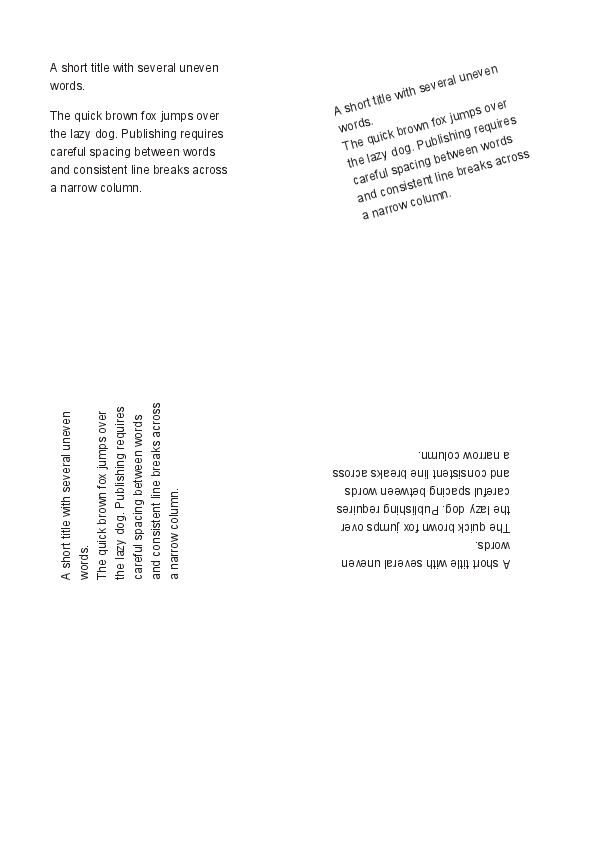 A short title with several uneven
words.
The quick brown fox jumps over
the lazy dog. Publishing requires
careful spacing between words
and consistent line breaks across
a narrow column.
A short title with several uneven
words.
The quick brown fox jumps over
the lazy dog. Publishing requires
careful spacing between words
and consistent line breaks across
a narrow column.
A short title with several uneven
words.
The quick brown fox jumps over
the lazy dog. Publishing requires
careful spacing between words
and consistent line breaks across
a narrow column.
A short title with several uneven
words.
The quick brown fox jumps over
the lazy dog. Publishing requires
careful spacing between words
and consistent line breaks across
a narrow column.